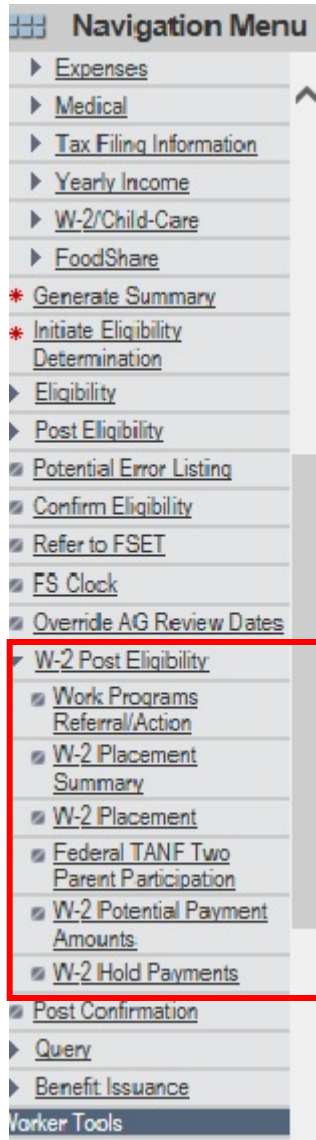 Navigation Menu
Expenses
Medical
Tax Filing Information
Yearly Income
W-2/Child-Care
FoodShare
* Generate Summary
* Initiate Eligibility
Determination
Eligibility
Post Eligibility
Potential Error Listing
Confirm Eligibility
Refer to FSET
FS Clock
Override AG Review Dates
W-2 Post Eligibility
Work Programs
Referral/Action
W-2 Placement
Summary
W-2 Placement
Federal TANF Two
Parent Participation
W-2 Potential Payment
Amounts
W-2 Hold Payments
Post Confirmation
Query
Benefit Issuance
Worker Tools